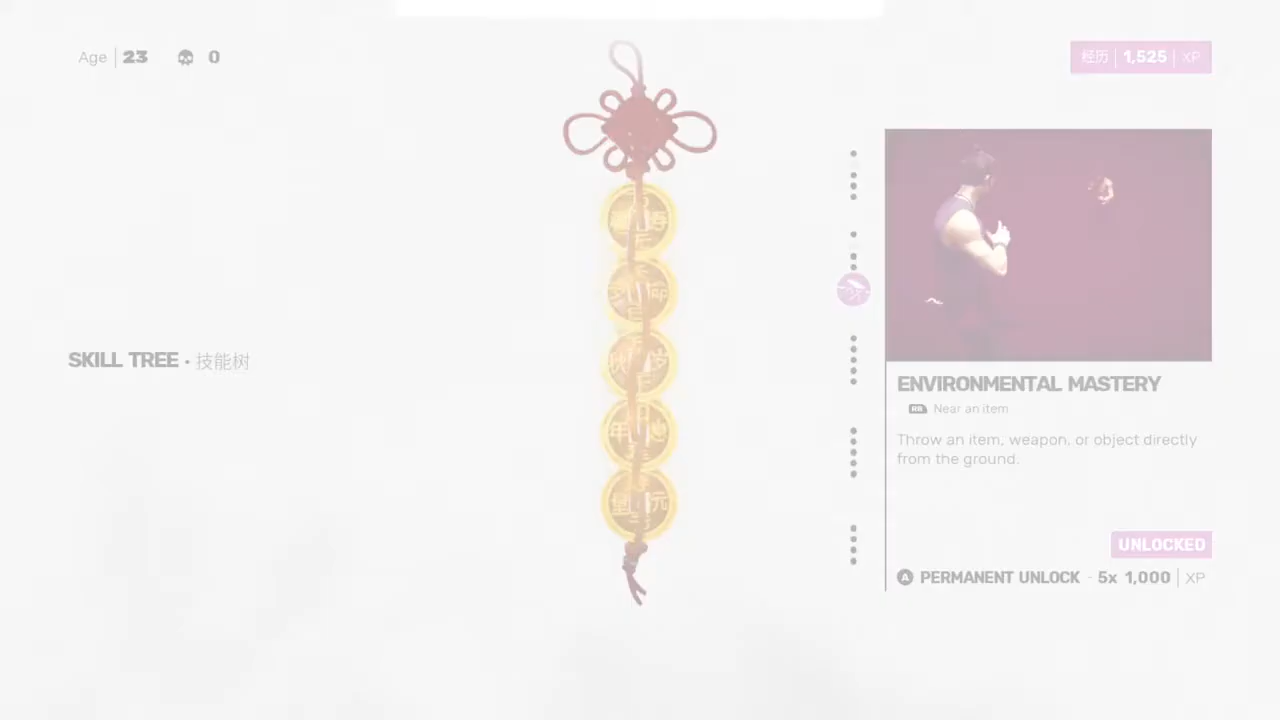 Age 23 0
经历 1,525 XP
SKILL TREE · 技能树
ENVIRONMENTAL MASTERY
RB Near an item
Throw an item, weapon, or object directly
from the ground.
UNLOCKED
A PERMANENT UNLOCK - 5x 1,000 XP